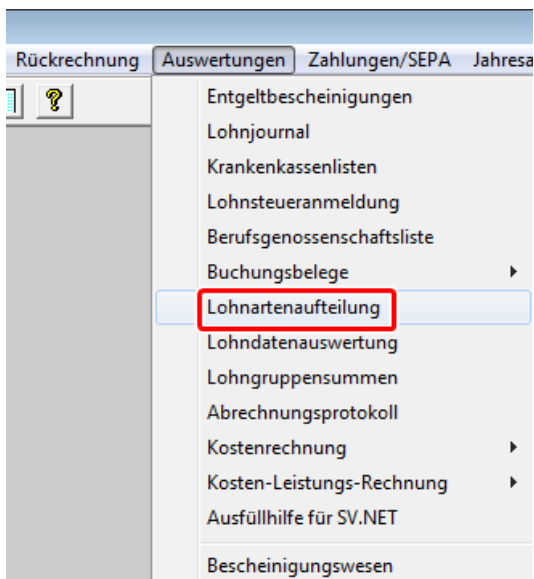 Rückrechnung Auswertungen Zahlungen/SEPA Jahresa
Entgeltbescheinigungen
Lohnjournal
Krankenkassenlisten
Lohnsteueranmeldung
Berufsgenossenschaftsliste
Buchungsbelege
Lohnartenaufteilung
Lohndatenauswertung
Lohngruppensummen
Abrechnungsprotokoll
Kostenrechnung
Kosten-Leistungs-Rechnung
Ausfüllhilfe für SV.NET
Bescheinigungswesen